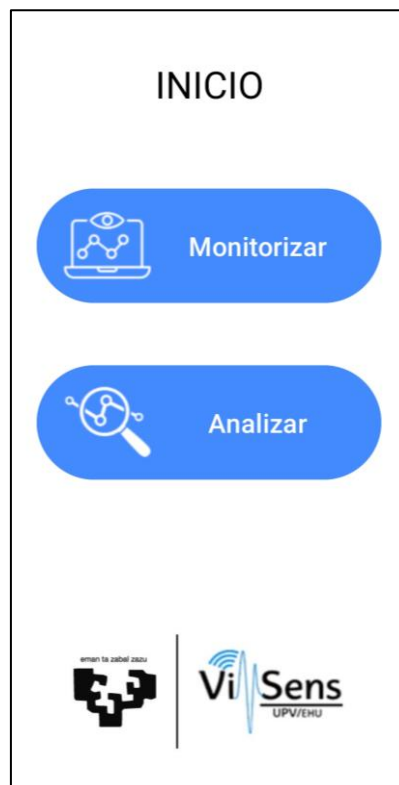 INICIO
Monitorizar
Analizar
eman ta zabal zazu
ViSens
UPV/EHU